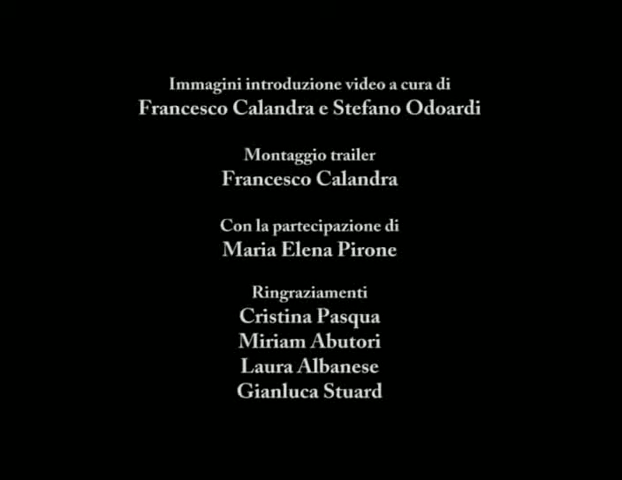 Immagini introduzione video a cura di
Francesco Calandra e Stefano Odoardi
Montaggio trailer
Francesco Calandra
Con la partecipazione di
Maria Elena Pirone
Ringraziamenti
Cristina Pasqua
Miriam Abutori
Laura Albanese
Gianluca Stuard